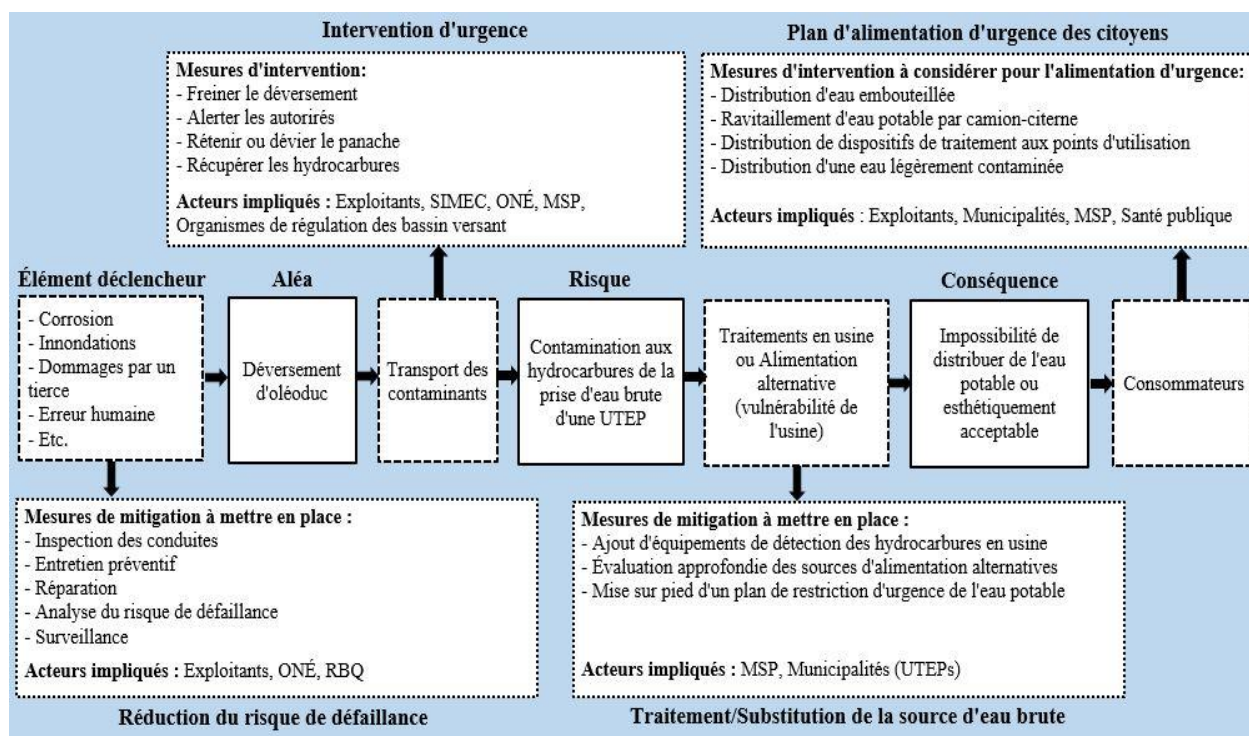 Intervention d'urgence
Mesures d'intervention:
- Freiner le déversement
- Alerter les autorirés
- Rétenir ou dévier le panache
- Récupérer les hydrocarbures
Acteurs impliqués : Exploitants, SIMEC, ONÉ, MSP,
Organismes de régulation des bassin versant
Plan d'alimentation d'urgence des citoyens
Mesures d'intervention à considérer pour l'alimentation d'urgence:
- Distribution d'eau embouteillée
- Ravitaillement d'eau potable par camion-citerne
- Distribution de dispositifs de traitement aux points d'utilisation
- Distribution d'une eau légèrement contaminée
Acteurs impliqués : Exploitants, Municipalités, MSP, Santé publique
Élément déclencheur
- Corrosion
- Innondations
- Dommages par un
tierce
- Erreur humaine
- Etc.
Aléa
Déversement
d'oléoduc
Transport des
contaminants
Risque
Contamination aux
hydrocarbures de la
prise d'eau brute
d'une UTEP
Traitements en usine
ou Alimentation
alternative
(vulnérabilité de
l'usine)
Conséquence
Impossibilité de
distribuer de l'eau
potable ou
esthétiquement
acceptable
Consommateurs
Mesures de mitigation à mettre en place :
- Inspection des conduites
- Entretien préventif
- Réparation
- Analyse du risque de défaillance
- Surveillance
Acteurs impliqués : Exploitants, ONÉ, RBQ
Réduction du risque de défaillance
Mesures de mitigation à mettre en place :
- Ajout d'équipements de détection des hydrocarbures en usine
- Évaluation approfondie des sources d'alimentation alternatives
- Mise sur pied d'un plan de restriction d'urgence de l'eau potable
Acteurs impliqués : MSP, Municipalités (UTEPs)
Traitement/Substitution de la source d'eau brute